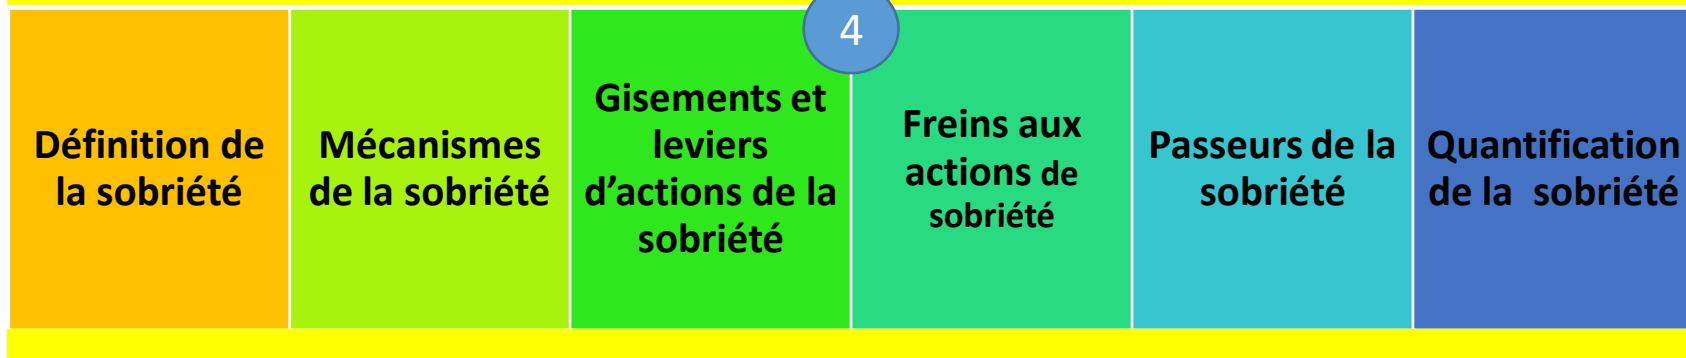 4
Définition de
la sobriété
Mécanismes
de la sobriété
Gisements et
leviers
d’actions de la
sobriété
Freins aux
actions de
sobriété
Passeurs de la
sobriété
Quantification
de la  sobriété